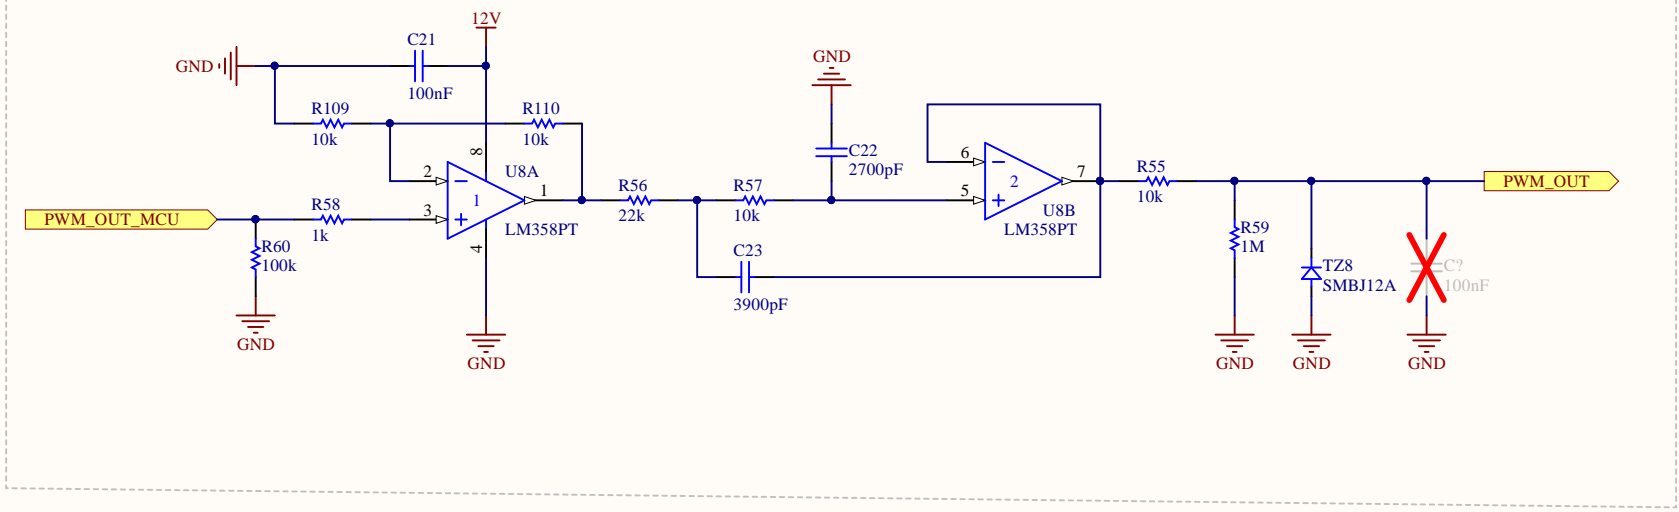 12V
C21
GND
100nF
R109
10k
R110
10k
8
2
U8A
1
1
3
4
LM358PT
PWM_OUT_MCU
R58
1k
R60
100k
GND
GND
R56
22k
R57
10k
GND
C22
2700pF
C23
3900pF
6
5
2
7
U8B
LM358PT
R55
10k
PWM_OUT
R59
1M
GND
TZ8
SMBJ12A
GND
C?
100nF
GND